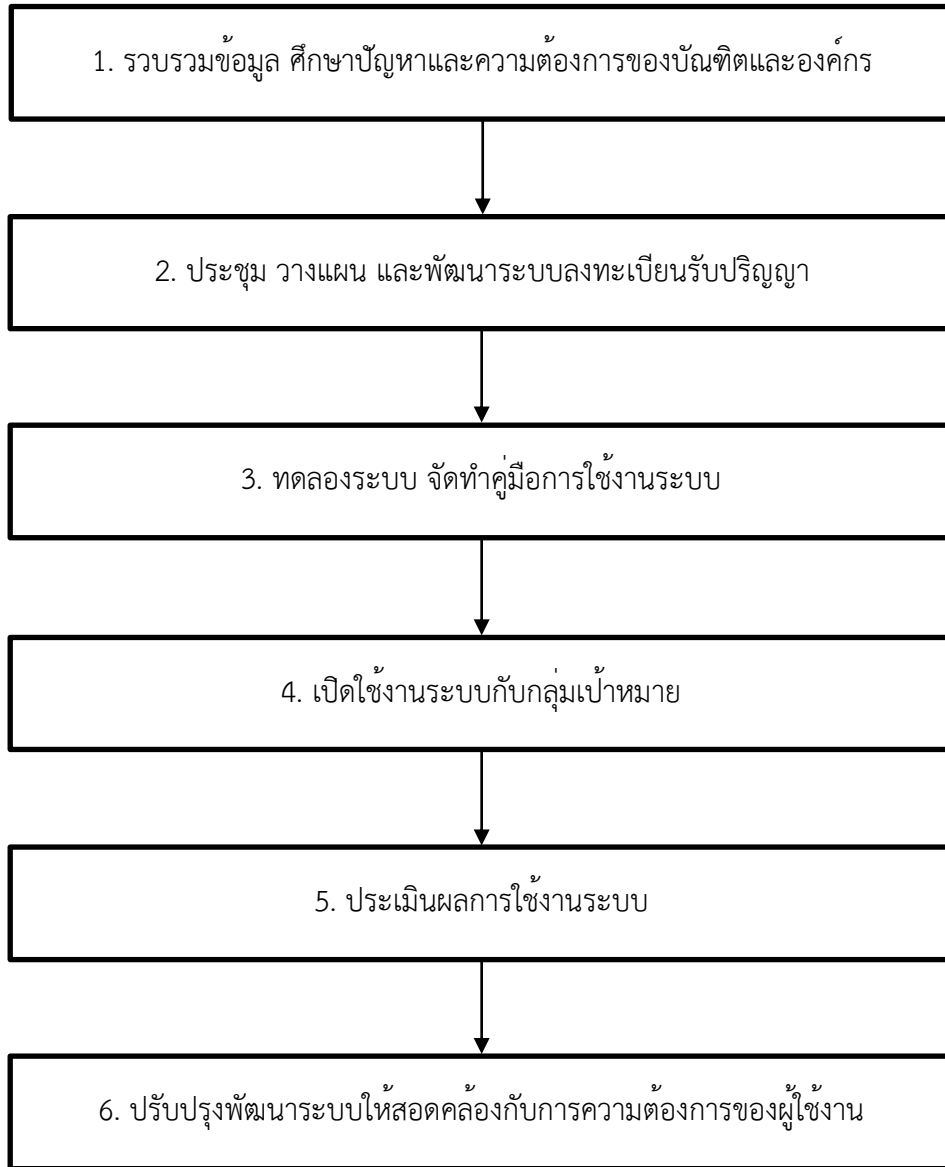 1. รวบรวมข้อมูล ศึกษาปัญหาและความต้องการของบัณฑิตและองค์กร
2. ประชุม วางแผน และพัฒนาระบบลงทะเบียนรับปริญญา
3. ทดลองระบบ จัดทำคู่มือการใช้งานระบบ
4. เปิดใช้งานระบบกับกลุ่มเป้าหมาย
5. ประเมินผลการใช้งานระบบ
6. ปรับปรุงพัฒนาระบบให้สอดคล้องกับการความต้องการของผู้ใช้งาน